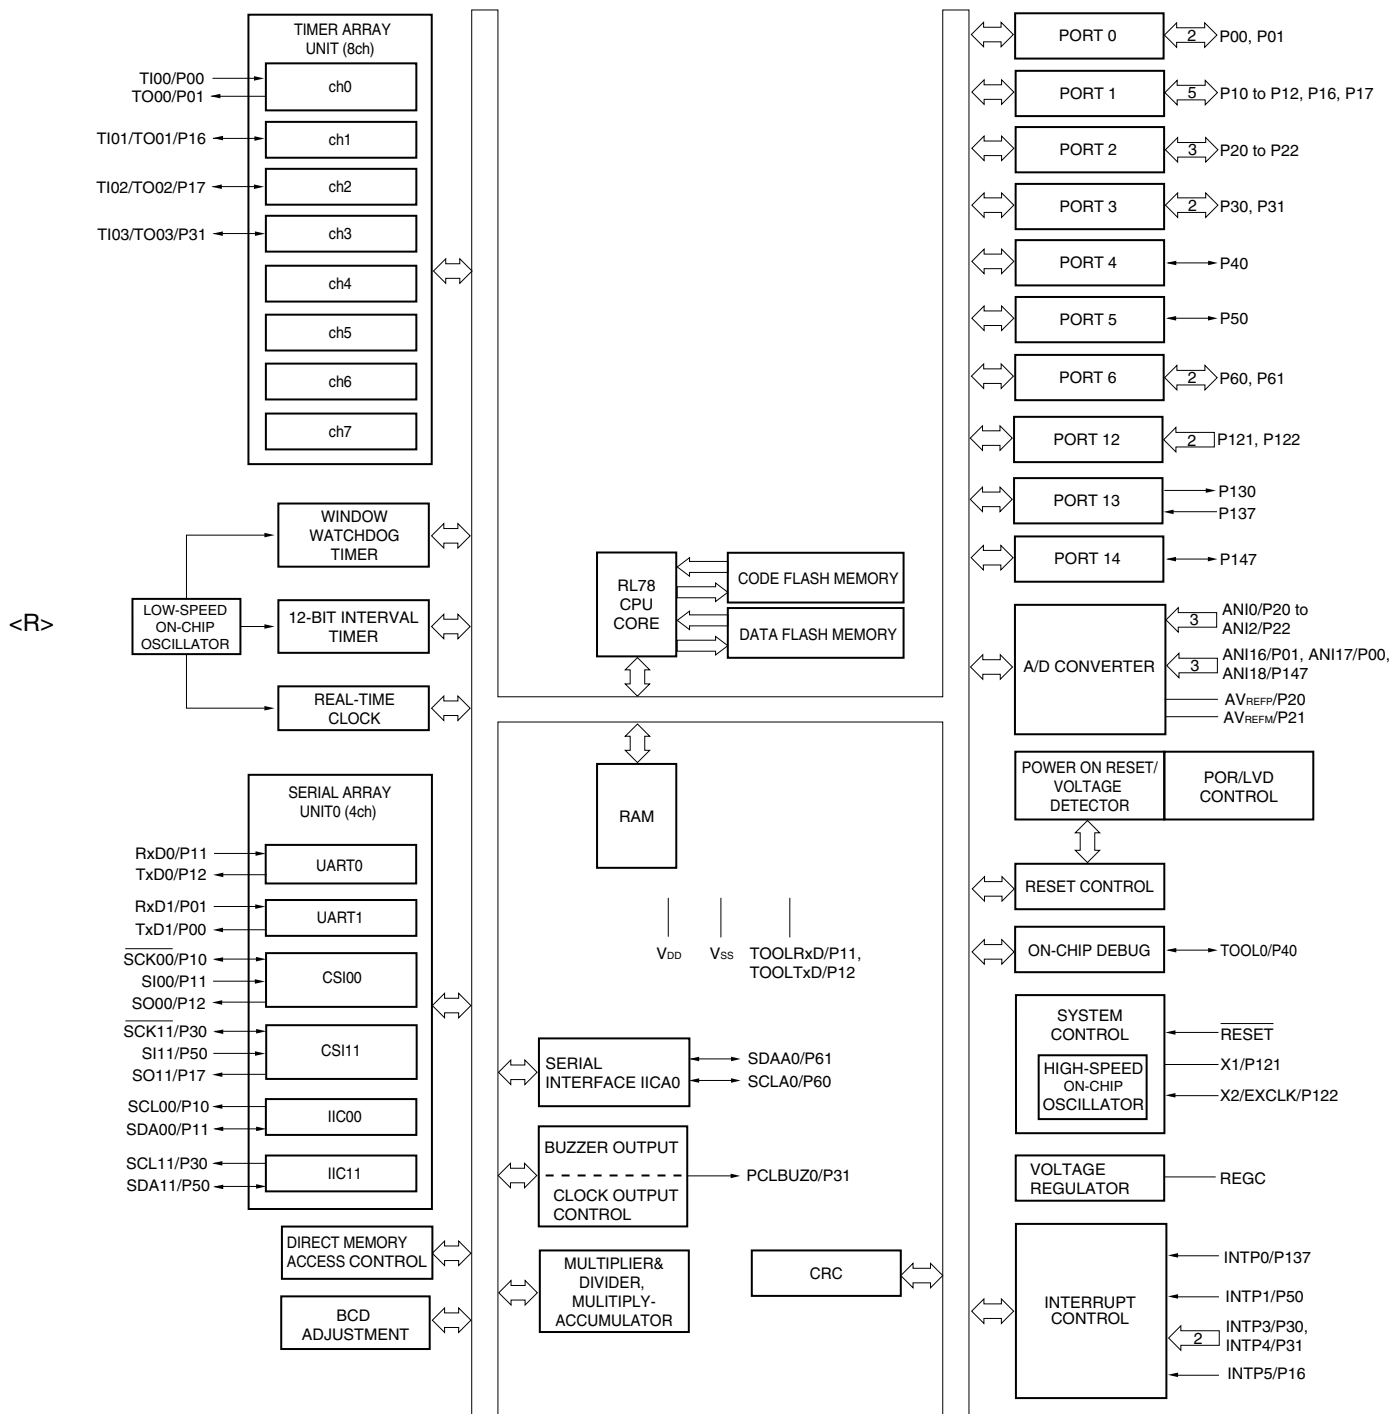 TIMER ARRAY
UNIT (8ch)
TI00/P00
TO00/P01
ch0
TI01/TO01/P16
ch1
TI02/TO02/P17
ch2
TI03/TO03/P31
ch3
ch4
ch5
ch6
ch7
WINDOW
WATCHDOG
TIMER
<R>
LOW-SPEED
ON-CHIP
OSCILLATOR
12-BIT INTERVAL
TIMER
REAL-TIME
CLOCK
SERIAL ARRAY
UNIT0 (4ch)
RxD0/P11
TxD0/P12
UART0
RxD1/P01
TxD1/P00
UART1
SCK00/P10
SI00/P11
SO00/P12
CSI00
SCK11/P30
SI11/P50
SO11/P17
CSI11
SCL00/P10
SDA00/P11
IIC00
SCL11/P30
SDA11/P50
IIC11
DIRECT MEMORY
ACCESS CONTROL
BCD
ADJUSTMENT
RL78
CPU
CORE
CODE FLASH MEMORY
DATA FLASH MEMORY
RAM
VDD
VSS
TOOLRxD/P11,
TOOLTxD/P12
SERIAL
INTERFACE IICA0
SDAA0/P61
SCLA0/P60
BUZZER OUTPUT
CLOCK OUTPUT
CONTROL
PCLBUZ0/P31
MULTIPLIER&
DIVIDER,
MULITIPLY-
ACCUMULATOR
CRC
PORT 0
2
P00, P01
PORT 1
5
P10 to P12, P16, P17
PORT 2
3
P20 to P22
PORT 3
2
P30, P31
PORT 4
P40
PORT 5
P50
PORT 6
2
P60, P61
PORT 12
2
P121, P122
PORT 13
P130
P137
PORT 14
P147
A/D CONVERTER
3
ANI0/P20 to
ANI2/P22
3
ANI16/P01, ANI17/P00,
ANI18/P147
AVREFP/P20
AVREFM/P21
POWER ON RESET/
VOLTAGE
DETECTOR
POR/LVD
CONTROL
RESET CONTROL
ON-CHIP DEBUG
TOOL0/P40
SYSTEM
CONTROL
HIGH-SPEED
ON-CHIP
OSCILLATOR
RESET
X1/P121
X2/EXCLK/P122
VOLTAGE
REGULATOR
REGC
INTERRUPT
CONTROL
INTP0/P137
INTP1/P50
2
INTP3/P30,
INTP4/P31
INTP5/P16